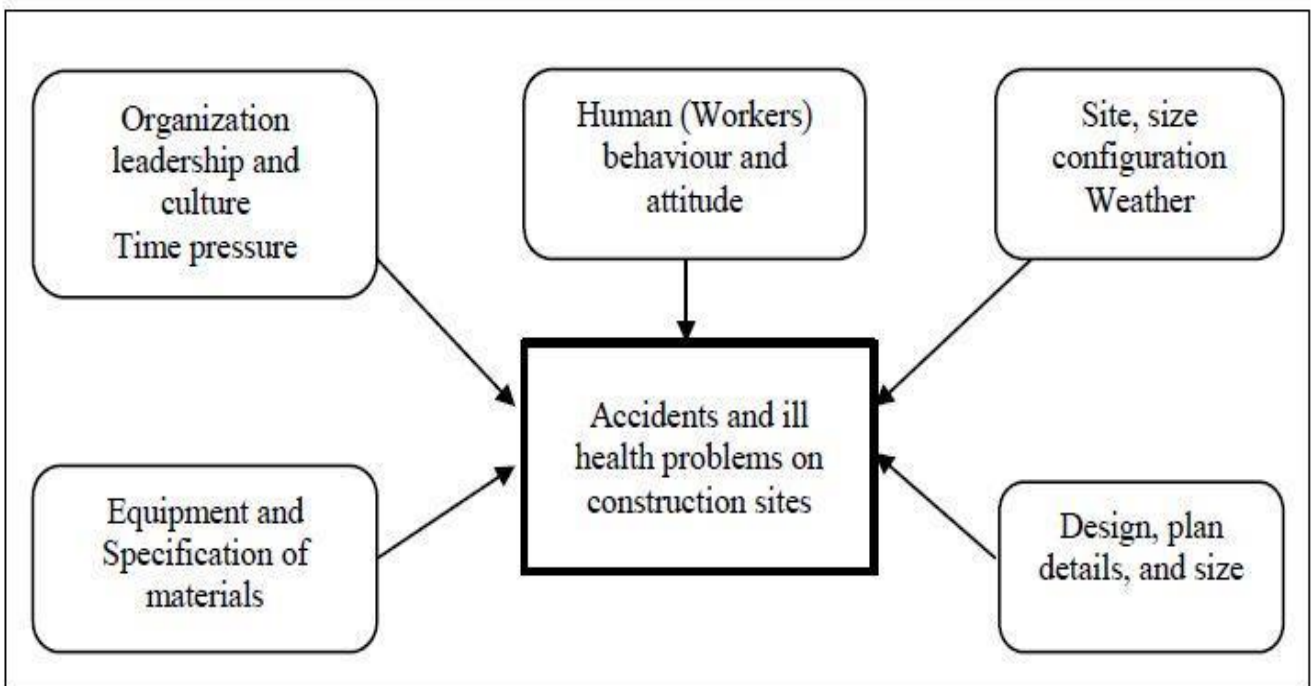 Organization
leadership and
culture
Time pressure
Human (Workers)
behaviour and
attitude
Site, size
configuration
Weather
Accidents and ill
health problems on
construction sites
Equipment and
Specification of
materials
Design, plan
details, and size